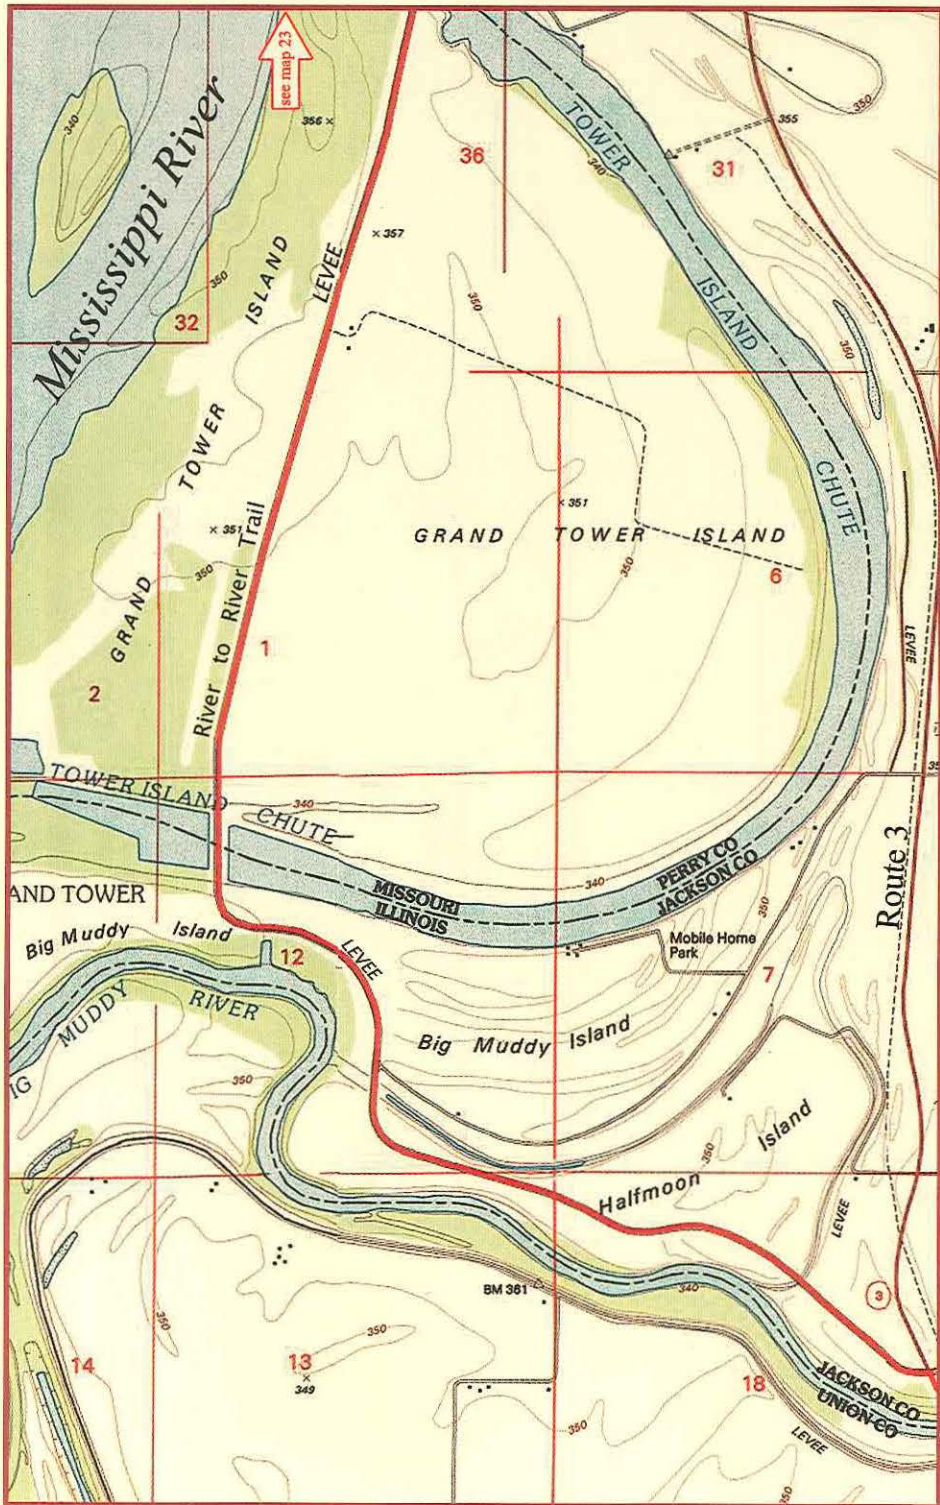 see map 23
Mississippi River
340
356
36
TOWER
340
355
31
350
357
LEVEE
GRAND TOWER ISLAND
350
32
350
ISLAND
350
351
351
GRAND TOWER ISLAND
350
CHUTE
350
River to River Trail
6
1
2
LEVEE
TOWER ISLAND
340
CHUTE
Route 3
MISSOURI
ILLINOIS
340
PERRY CO
JACKSON CO
350
AND TOWER
Big Muddy Island
12
LEVEE
Mobile Home
Park
7
MUDDY RIVER
IG
350
Big Muddy Island
350
Halfmoon Island
LEVEE
BM 361
340
3
350
14
13
350
349
18
JACKSON CO
UNION CO
350
LEVEE